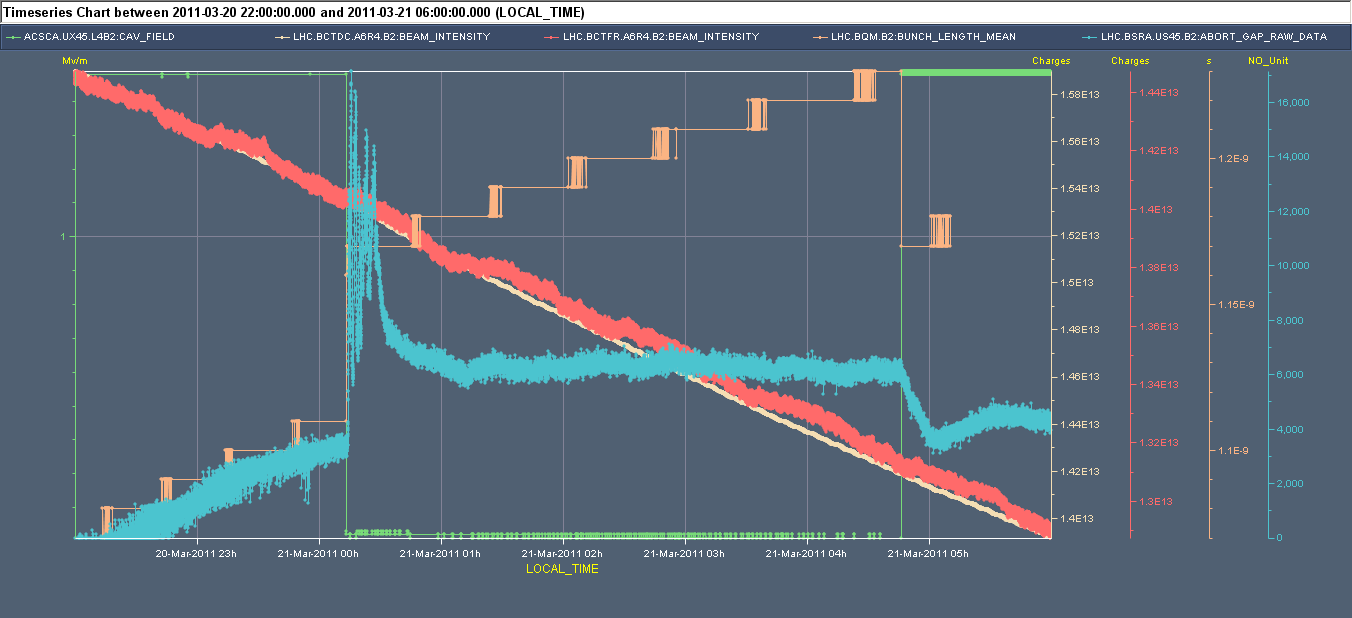 Timeseries Chart between 2011-03-20 22:00:00.000 and 2011-03-21 06:00:00.000 (LOCAL_TIME)
ACSCA.UX45.L4B2:CAV_FIELD LHC.BCTDC.A6R4.B2:BEAM_INTENSITY LHC.BCTFR.A6R4.B2:BEAM_INTENSITY LHC.BQM.B2:BUNCH_LENGTH_MEAN LHC.BSRA.US45.B2:ABORT_GAP_RAW_DATA
Mv/m Charges Charges s NO_Unit
1.58E13 1.44E13 16,000
1.56E13
1.42E13 1.2E-9 14,000
1.54E13
1.4E13 12,000
1 1.52E13
1.38E13 10,000
1.5E13
1.15E-9
1.48E13 1.36E13 8,000
1.46E13 1.34E13 6,000
1.44E13 4,000
1.32E13 1.1E-9
1.42E13 2,000
1.3E13
1.4E13
0
20-Mar-2011 23h 21-Mar-2011 00h 21-Mar-2011 01h 21-Mar-2011 02h 21-Mar-2011 03h 21-Mar-2011 04h 21-Mar-2011 05h
LOCAL_TIME